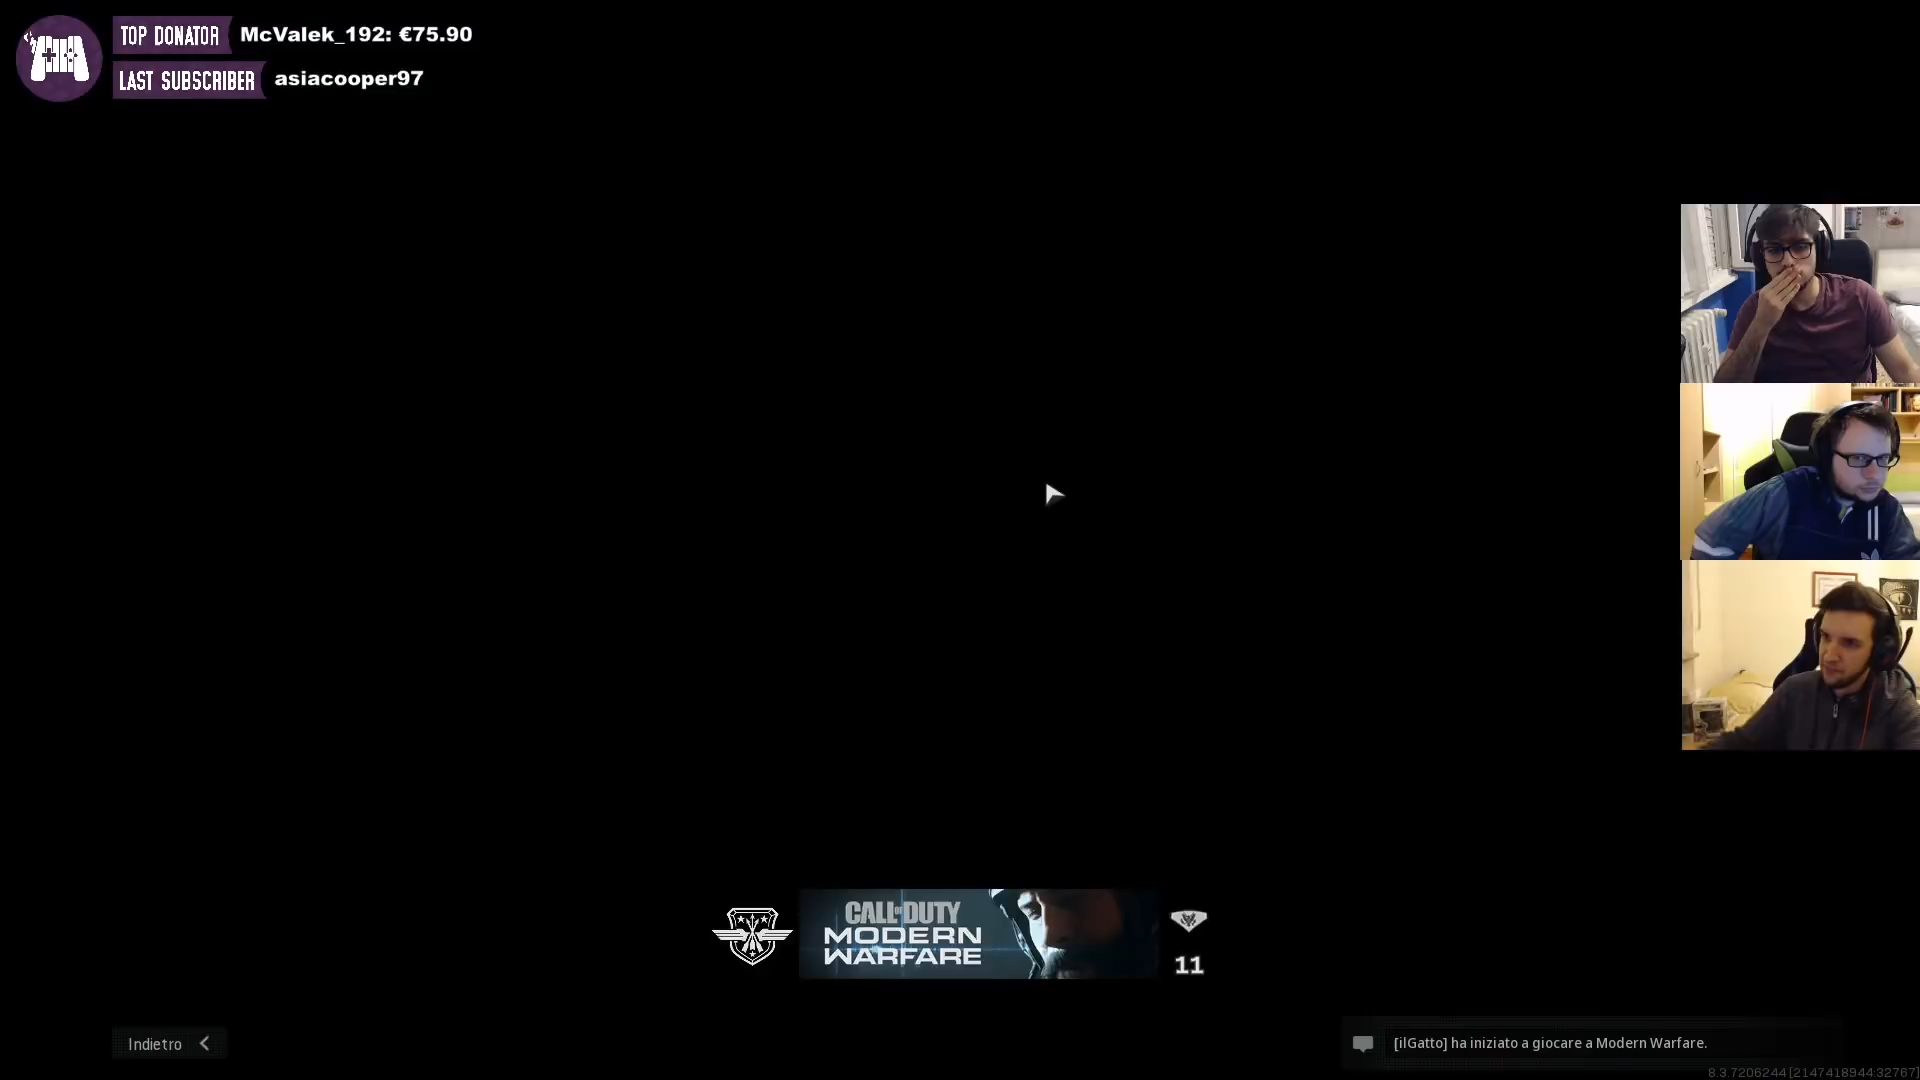 TOP DONATOR McValek_192: €75.90
LAST SUBSCRIBER asiacooper97
CALL OF DUTY
MODERN
WARFARE
11
Indietro
[ilGatto] ha iniziato a giocare a Modern Warfare.
8.3.7206244 [2147418944:32767]